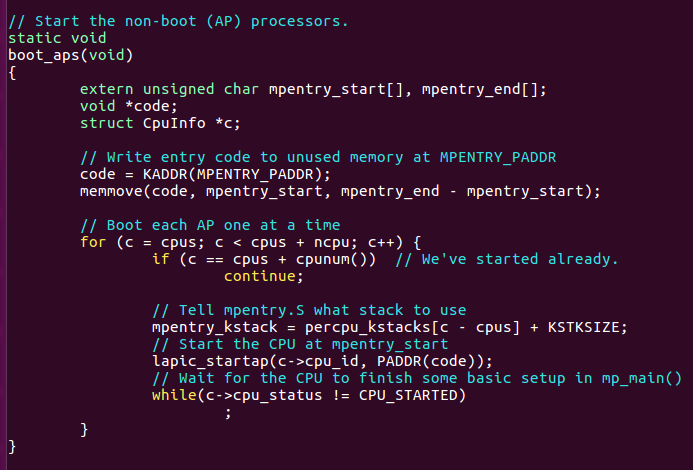 // Start the non-boot (AP) processors.
static void
boot_aps(void)
{
        extern unsigned char mpentry_start[], mpentry_end[];
        void *code;
        struct CpuInfo *c;

        // Write entry code to unused memory at MPENTRY_PADDR
        code = KADDR(MPENTRY_PADDR);
        memmove(code, mpentry_start, mpentry_end - mpentry_start);

        // Boot each AP one at a time
        for (c = cpus; c < cpus + ncpu; c++) {
                if (c == cpus + cpunum())  // We've started already.
                        continue;

                // Tell mpentry.S what stack to use
                mpentry_kstack = percpu_kstacks[c - cpus] + KSTKSIZE;
                // Start the CPU at mpentry_start
                lapic_startap(c->cpu_id, PADDR(code));
                // Wait for the CPU to finish some basic setup in mp_main()
                while(c->cpu_status != CPU_STARTED)
                        ;
        }
}